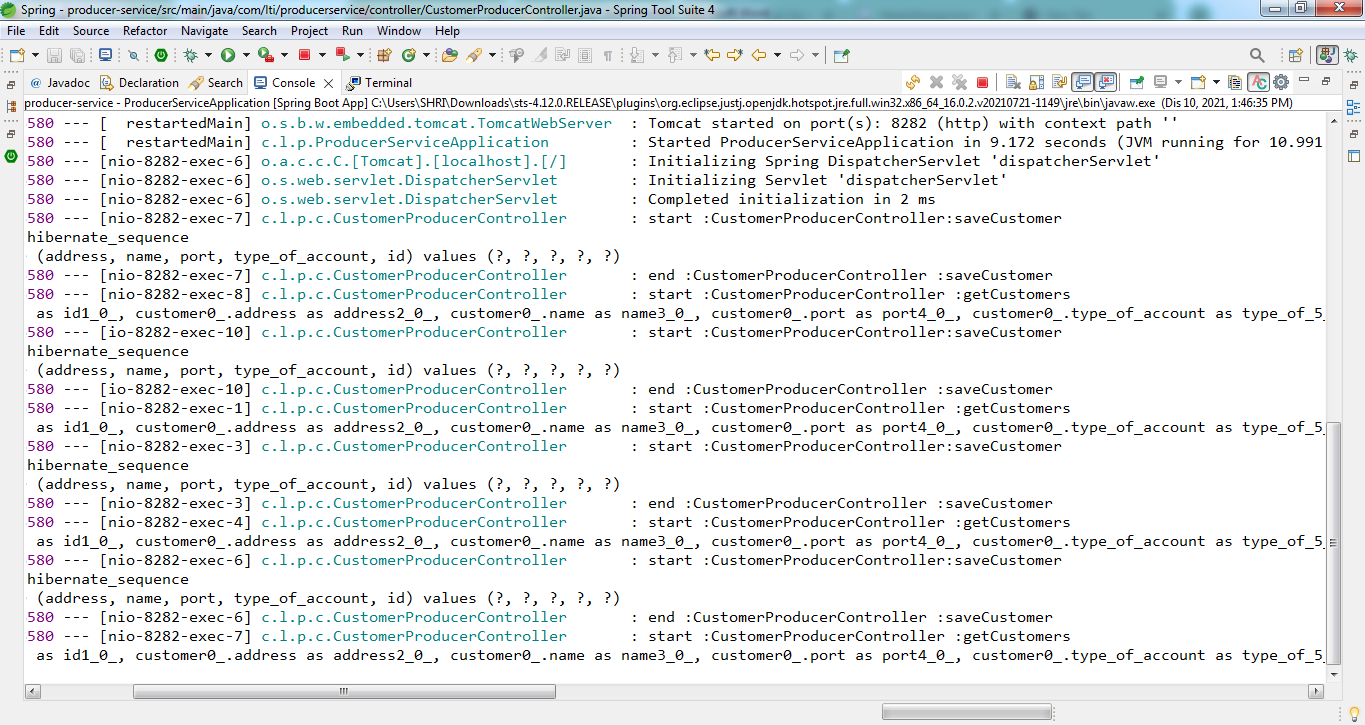 Spring - producer-service/src/main/java/com/lti/producerservice/controller/CustomerProducerController.java - Spring Tool Suite 4
File Edit Source Refactor Navigate Search Project Run Window Help
@ Javadoc Declaration Search Console Terminal
producer-service - ProducerServiceApplication [Spring Boot App] C:\Users\SHRI\Downloads\sts-4.12.0.RELEASE\plugins\org.eclipse.justj.openjdk.hotspot.jre.full.win32.x86_64_16.0.2.v20210721-1149\jre\bin\javaw.exe (Dis 10, 2021, 1:46:35 PM)
580 --- [  restartedMain] o.s.b.w.embedded.tomcat.TomcatWebServer  : Tomcat started on port(s): 8282 (http) with context path ''
580 --- [  restartedMain] c.l.p.ProducerServiceApplication         : Started ProducerServiceApplication in 9.172 seconds (JVM running for 10.991
580 --- [nio-8282-exec-6] o.a.c.c.C.[Tomcat].[localhost].[/]       : Initializing Spring DispatcherServlet 'dispatcherServlet'
580 --- [nio-8282-exec-6] o.s.web.servlet.DispatcherServlet        : Initializing Servlet 'dispatcherServlet'
580 --- [nio-8282-exec-6] o.s.web.servlet.DispatcherServlet        : Completed initialization in 2 ms
580 --- [nio-8282-exec-7] c.l.p.c.CustomerProducerController       : start :CustomerProducerController:saveCustomer
hibernate_sequence
(address, name, port, type_of_account, id) values (?, ?, ?, ?, ?)
580 --- [nio-8282-exec-7] c.l.p.c.CustomerProducerController       : end :CustomerProducerController :saveCustomer
580 --- [nio-8282-exec-8] c.l.p.c.CustomerProducerController       : start :CustomerProducerController :getCustomers
as id1_0_, customer0_.address as address2_0_, customer0_.name as name3_0_, customer0_.port as port4_0_, customer0_.type_of_account as type_of_5_
580 --- [io-8282-exec-10] c.l.p.c.CustomerProducerController       : start :CustomerProducerController:saveCustomer
hibernate_sequence
(address, name, port, type_of_account, id) values (?, ?, ?, ?, ?)
580 --- [io-8282-exec-10] c.l.p.c.CustomerProducerController       : end :CustomerProducerController :saveCustomer
580 --- [nio-8282-exec-1] c.l.p.c.CustomerProducerController       : start :CustomerProducerController :getCustomers
as id1_0_, customer0_.address as address2_0_, customer0_.name as name3_0_, customer0_.port as port4_0_, customer0_.type_of_account as type_of_5_
580 --- [nio-8282-exec-3] c.l.p.c.CustomerProducerController       : start :CustomerProducerController:saveCustomer
hibernate_sequence
(address, name, port, type_of_account, id) values (?, ?, ?, ?, ?)
580 --- [nio-8282-exec-3] c.l.p.c.CustomerProducerController       : end :CustomerProducerController :saveCustomer
580 --- [nio-8282-exec-4] c.l.p.c.CustomerProducerController       : start :CustomerProducerController :getCustomers
as id1_0_, customer0_.address as address2_0_, customer0_.name as name3_0_, customer0_.port as port4_0_, customer0_.type_of_account as type_of_5_
580 --- [nio-8282-exec-6] c.l.p.c.CustomerProducerController       : start :CustomerProducerController:saveCustomer
hibernate_sequence
(address, name, port, type_of_account, id) values (?, ?, ?, ?, ?)
580 --- [nio-8282-exec-6] c.l.p.c.CustomerProducerController       : end :CustomerProducerController :saveCustomer
580 --- [nio-8282-exec-7] c.l.p.c.CustomerProducerController       : start :CustomerProducerController :getCustomers
as id1_0_, customer0_.address as address2_0_, customer0_.name as name3_0_, customer0_.port as port4_0_, customer0_.type_of_account as type_of_5_